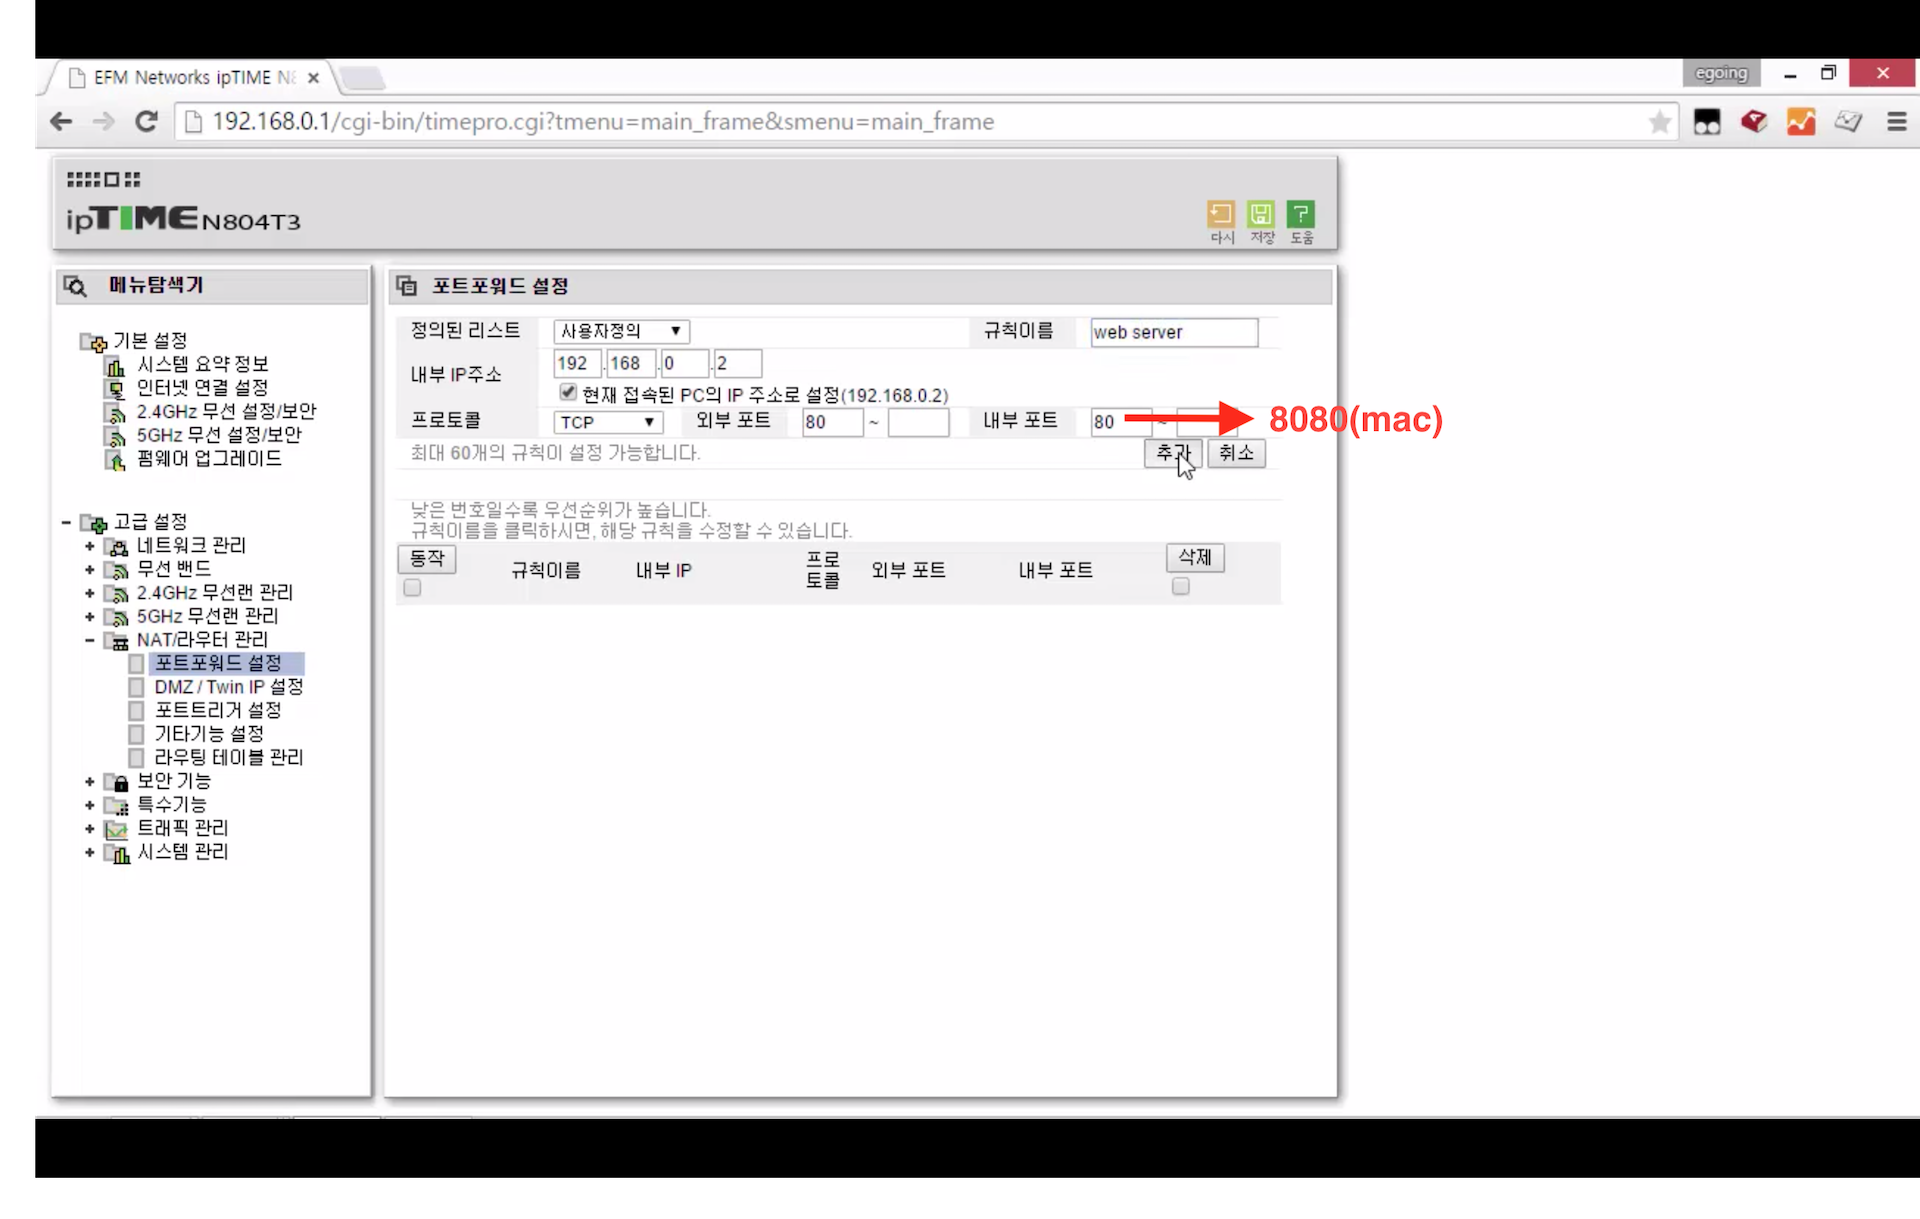 EFM Networks ipTIME N8
egoing
192.168.0.1/cgi-bin/timepro.cgi?tmenu=main_frame&smenu=main_frame
ipTIME N804T3
다시 저장 도움
메뉴탐색기
기본 설정
시스템 요약 정보
인터넷 연결 설정
2.4GHz 무선 설정/보안
5GHz 무선 설정/보안
펌웨어 업그레이드
고급 설정
네트워크 관리
무선 밴드
2.4GHz 무선랜 관리
5GHz 무선랜 관리
NAT/라우터 관리
포트포워드 설정
DMZ / Twin IP 설정
포트트리거 설정
기타기능 설정
라우팅 테이블 관리
보안 기능
특수기능
트래픽 관리
시스템 관리
포트포워드 설정
정의된 리스트 사용자정의 규칙이름 web server
내부 IP주소 192 .168 .0 .2
현재 접속된 PC의 IP 주소로 설정(192.168.0.2)
프로토콜 TCP 외부 포트 80 ~ 내부 포트 80 ~ 8080(mac)
최대 60개의 규칙이 설정 가능합니다.
추가 취소
낮은 번호일수록 우선순위가 높습니다.
규칙이름을 클릭하시면, 해당 규칙을 수정할 수 있습니다.
동작 규칙이름 내부 IP 프로토콜 외부 포트 내부 포트 삭제